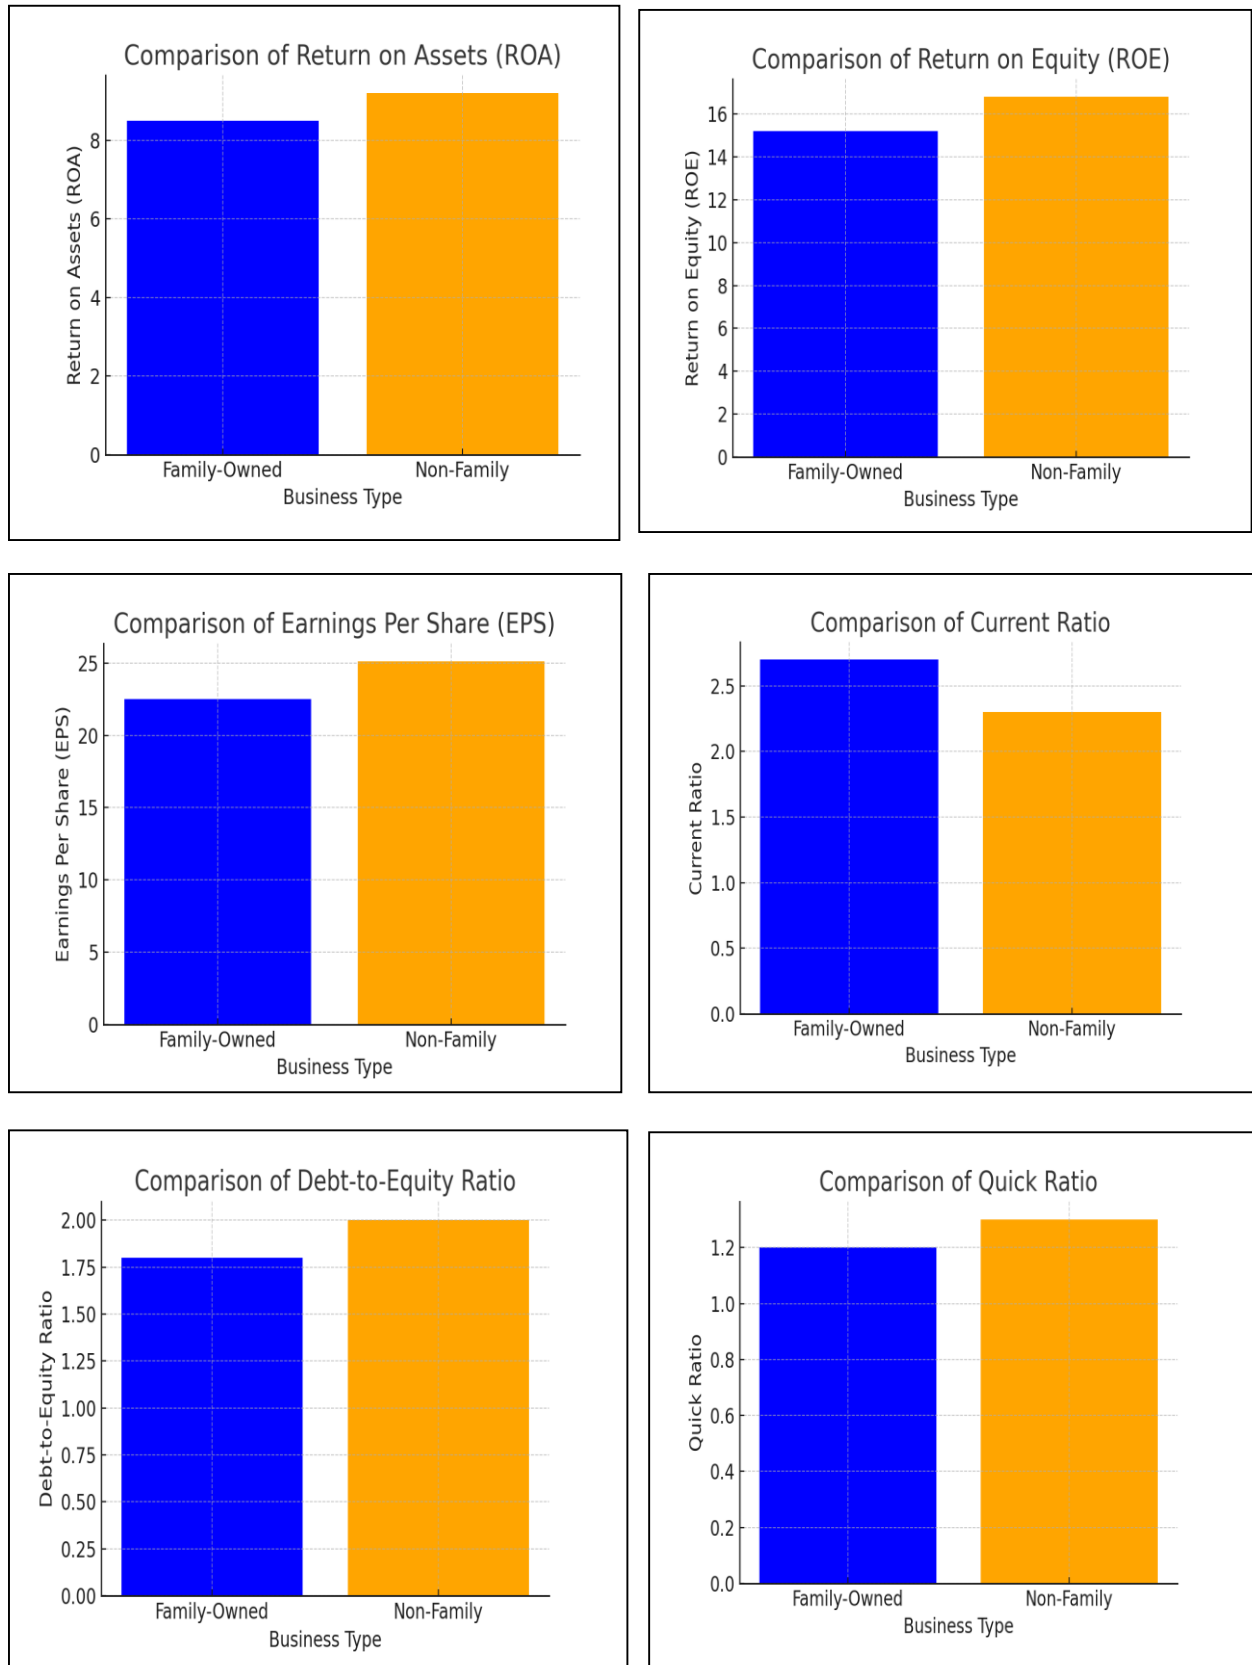 Comparison of Return on Assets (ROA)
Return on Assets (ROA)
8
6
4
2
0
Family-Owned Non-Family
Business Type
Comparison of Return on Equity (ROE)
Return on Equity (ROE)
16
14
12
10
8
6
4
2
0
Family-Owned Non-Family
Business Type
Comparison of Earnings Per Share (EPS)
Earnings Per Share (EPS)
25
20
15
10
5
0
Family-Owned Non-Family
Business Type
Comparison of Current Ratio
Current Ratio
2.5
2.0
1.5
1.0
0.5
0.0
Family-Owned Non-Family
Business Type
Comparison of Debt-to-Equity Ratio
Debt-to-Equity Ratio
2.00
1.75
1.50
1.25
1.00
0.75
0.50
0.25
0.00
Family-Owned Non-Family
Business Type
Comparison of Quick Ratio
Quick Ratio
1.2
1.0
0.8
0.6
0.4
0.2
0.0
Family-Owned Non-Family
Business Type